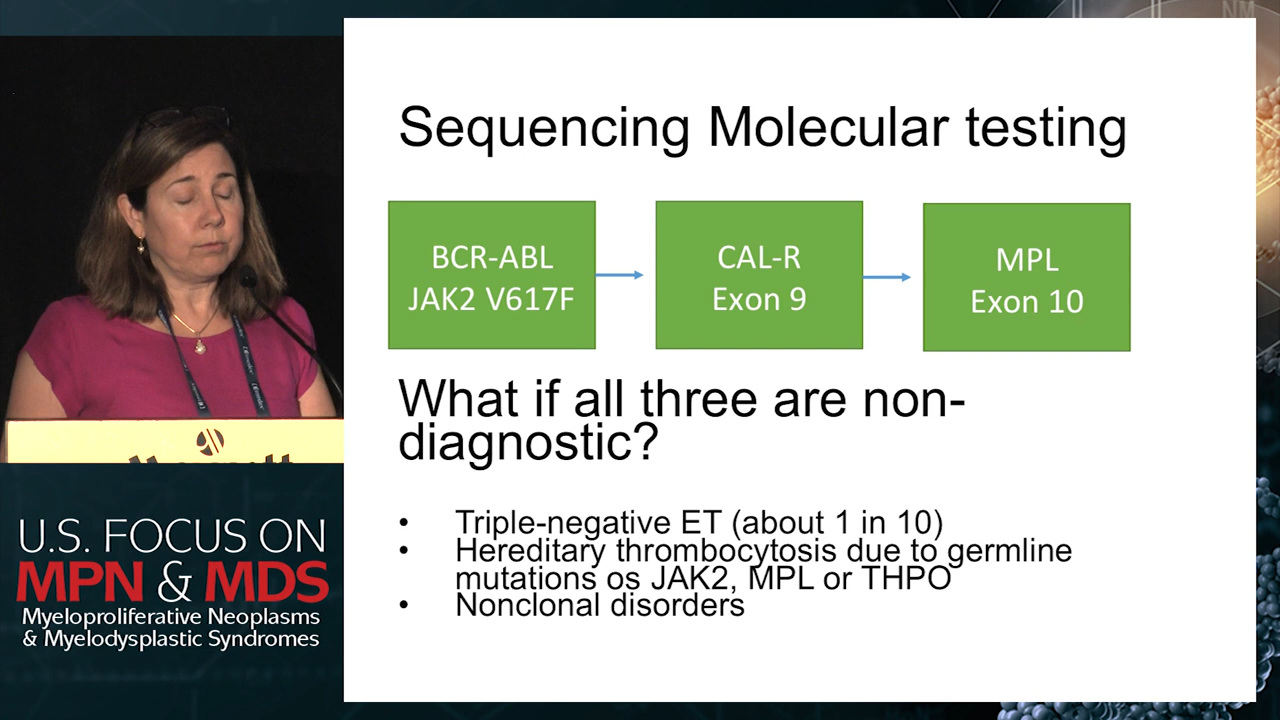 NM
Sequencing Molecular testing
BCR-ABL
JAK2 V617F
CAL-R
Exon 9
MPL
Exon 10
What if all three are non-
diagnostic?
• Triple-negative ET (about 1 in 10)
• Hereditary thrombocytosis due to germline
mutations os JAK2, MPL or THPO
• Nonclonal disorders
U.S. FOCUS ON
MPN & MDS
Myeloproliferative Neoplasms
& Myelodysplastic Syndromes